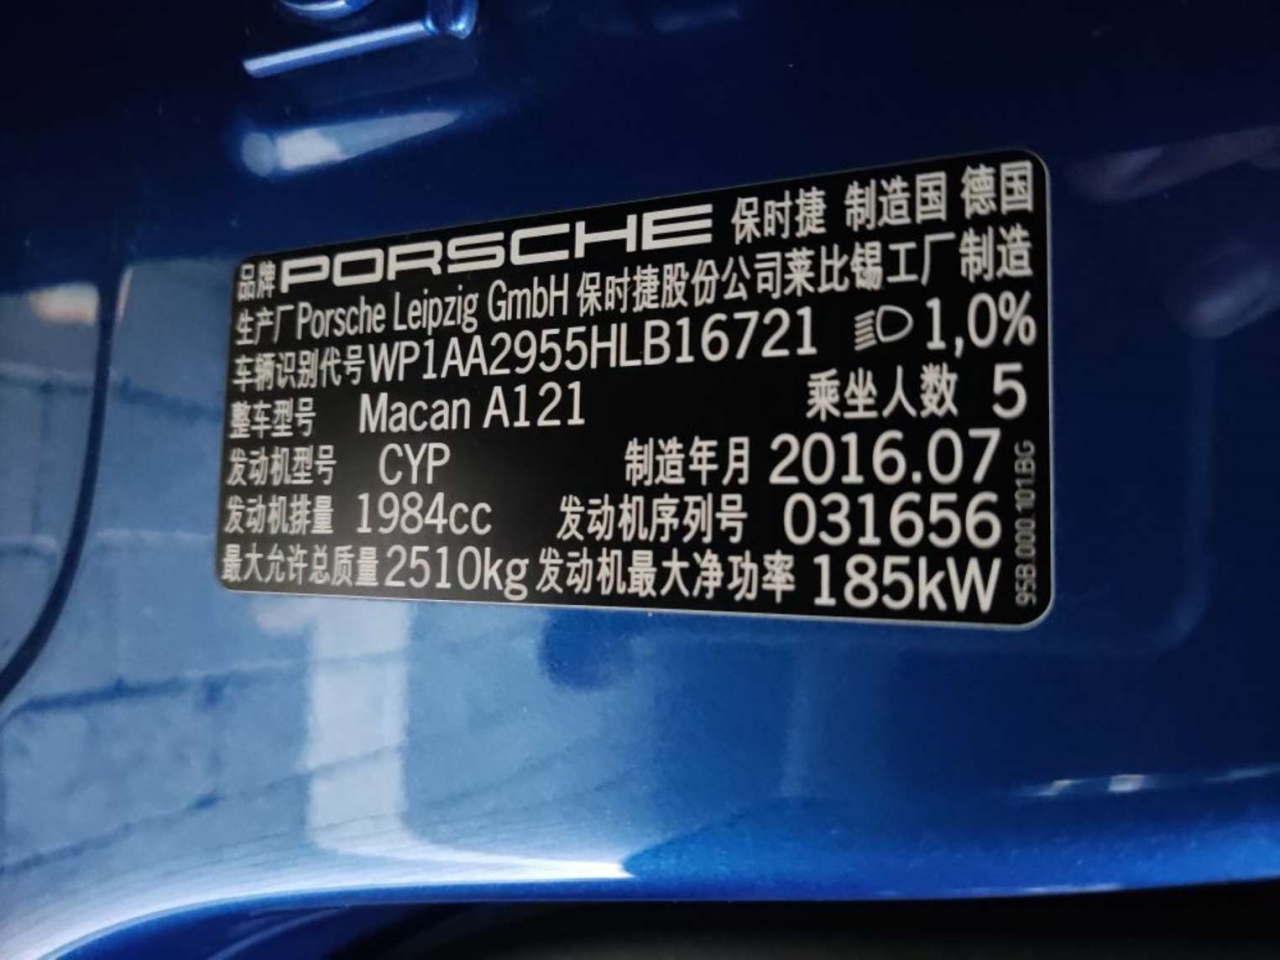 品牌 PORSCHE 保时捷 制造国 德国
生产厂 Porsche Leipzig GmbH 保时捷股份公司莱比锡工厂 制造
车辆识别代号 WP1AA2955HLB16721 1,0%
整车型号 Macan A121 乘坐人数 5
发动机型号 CYP 制造年月 2016.07
发动机排量 1984cc 发动机序列号 031656
最大允许总质量 2510kg 发动机最大净功率 185kW
95B.000.101.BG